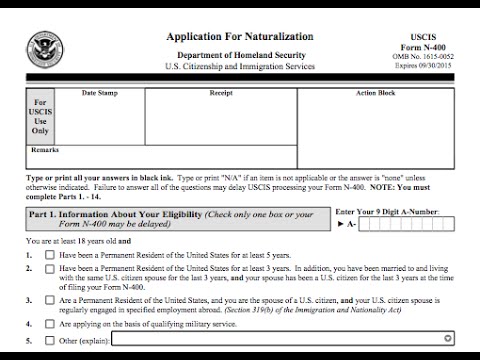 Application For Naturalization
Department of Homeland Security
U.S. Citizenship and Immigration Services
USCIS
Form N-400
OMB No. 1615-0052
Expires 09/30/2015
For
USCIS
Use
Only
Date Stamp
Receipt
Action Block
Remarks
Type or print all your answers in black ink. Type or print "N/A" if an item is not applicable or the answer is "none" unless
otherwise indicated. Failure to answer all of the questions may delay USCIS processing your Form N-400. NOTE: You must
complete Parts 1. - 14.
Part 1. Information About Your Eligibility (Check only one box or your
Form N-400 may be delayed)
Enter Your 9 Digit A-Number:
► A-
You are at least 18 years old and
1. Have been a Permanent Resident of the United States for at least 5 years.
2. Have been a Permanent Resident of the United States for at least 3 years. In addition, you have been married to and living
with the same U.S. citizen spouse for the last 3 years, and your spouse has been a U.S. citizen for the last 3 years at the time
of filing your Form N-400.
3. Are a Permanent Resident of the United States, and you are the spouse of a U.S. citizen, and your U.S. citizen spouse is
regularly engaged in specified employment abroad. (Section 319(b) of the Immigration and Nationality Act)
4. Are applying on the basis of qualifying military service.
5. Other (explain):